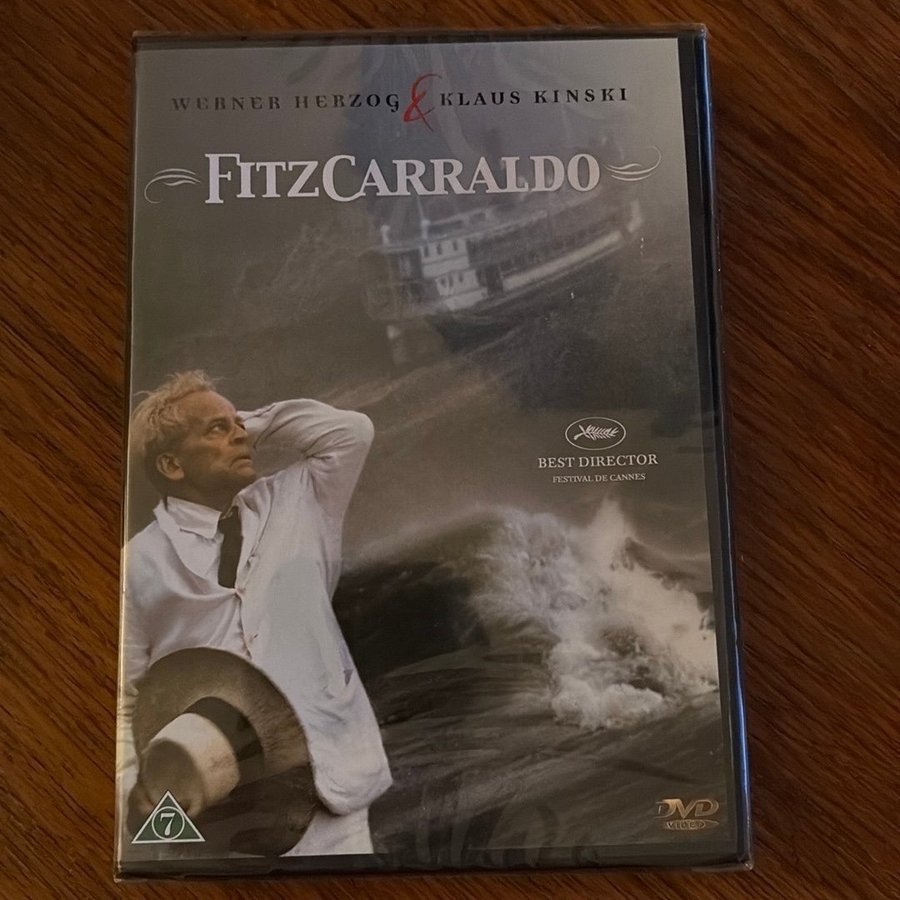 WERNER HERZOG & KLAUS KINSKI
FITZCARRALDO
BEST DIRECTOR
FESTIVAL DE CANNES
7
DVD
VIDEO